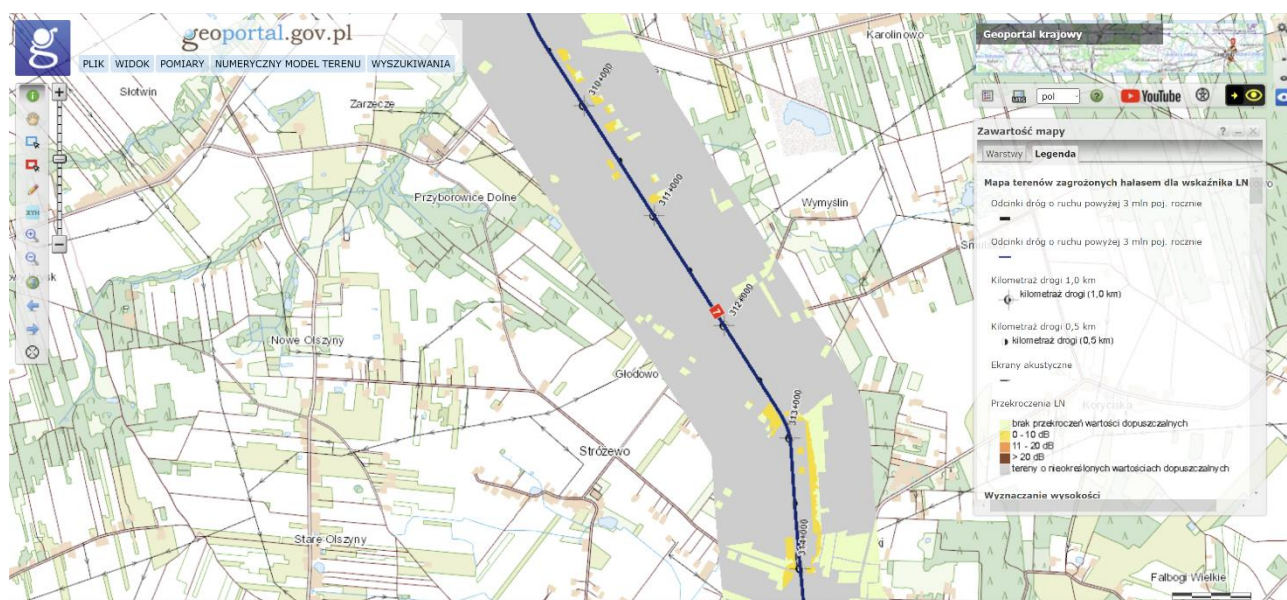 geoportal.gov.pl
PLIK WIDOK POMIARY NUMERYCZNY MODEL TERENU WYSZUKIWANIA
Geoportal krajowy
pol
YouTube
Zawartość mapy
Warstwy Legenda
Mapa terenów zagrożonych hałasem dla wskaźnika LN
Odcinki dróg o ruchu powyżej 3 mln poj. rocznie
Odcinki dróg o ruchu powyżej 3 mln poj. rocznie
Kilometraż drogi 1,0 km
kilometraż drogi (1,0 km)
Kilometraż drogi 0,5 km
kilometraż drogi (0,5 km)
Ekrany akustyczne
Przekroczenia LN
brak przekroczeń wartości dopuszczalnych
0 - 10 dB
11 - 20 dB
> 20 dB
tereny o nieokreślonych wartościach dopuszczalnych
Wyznaczanie wysokości
XYH
Karolinowo
Słotwin
Zarzecze
310+000
Przyborowice Dolne
311+000
Wymyślin
312+000
7
Nowe Olszyny
Głodowo
313+000
Koryciska
Stróżewo
Stare Olszyny
314+000
Falbogi Wielkie